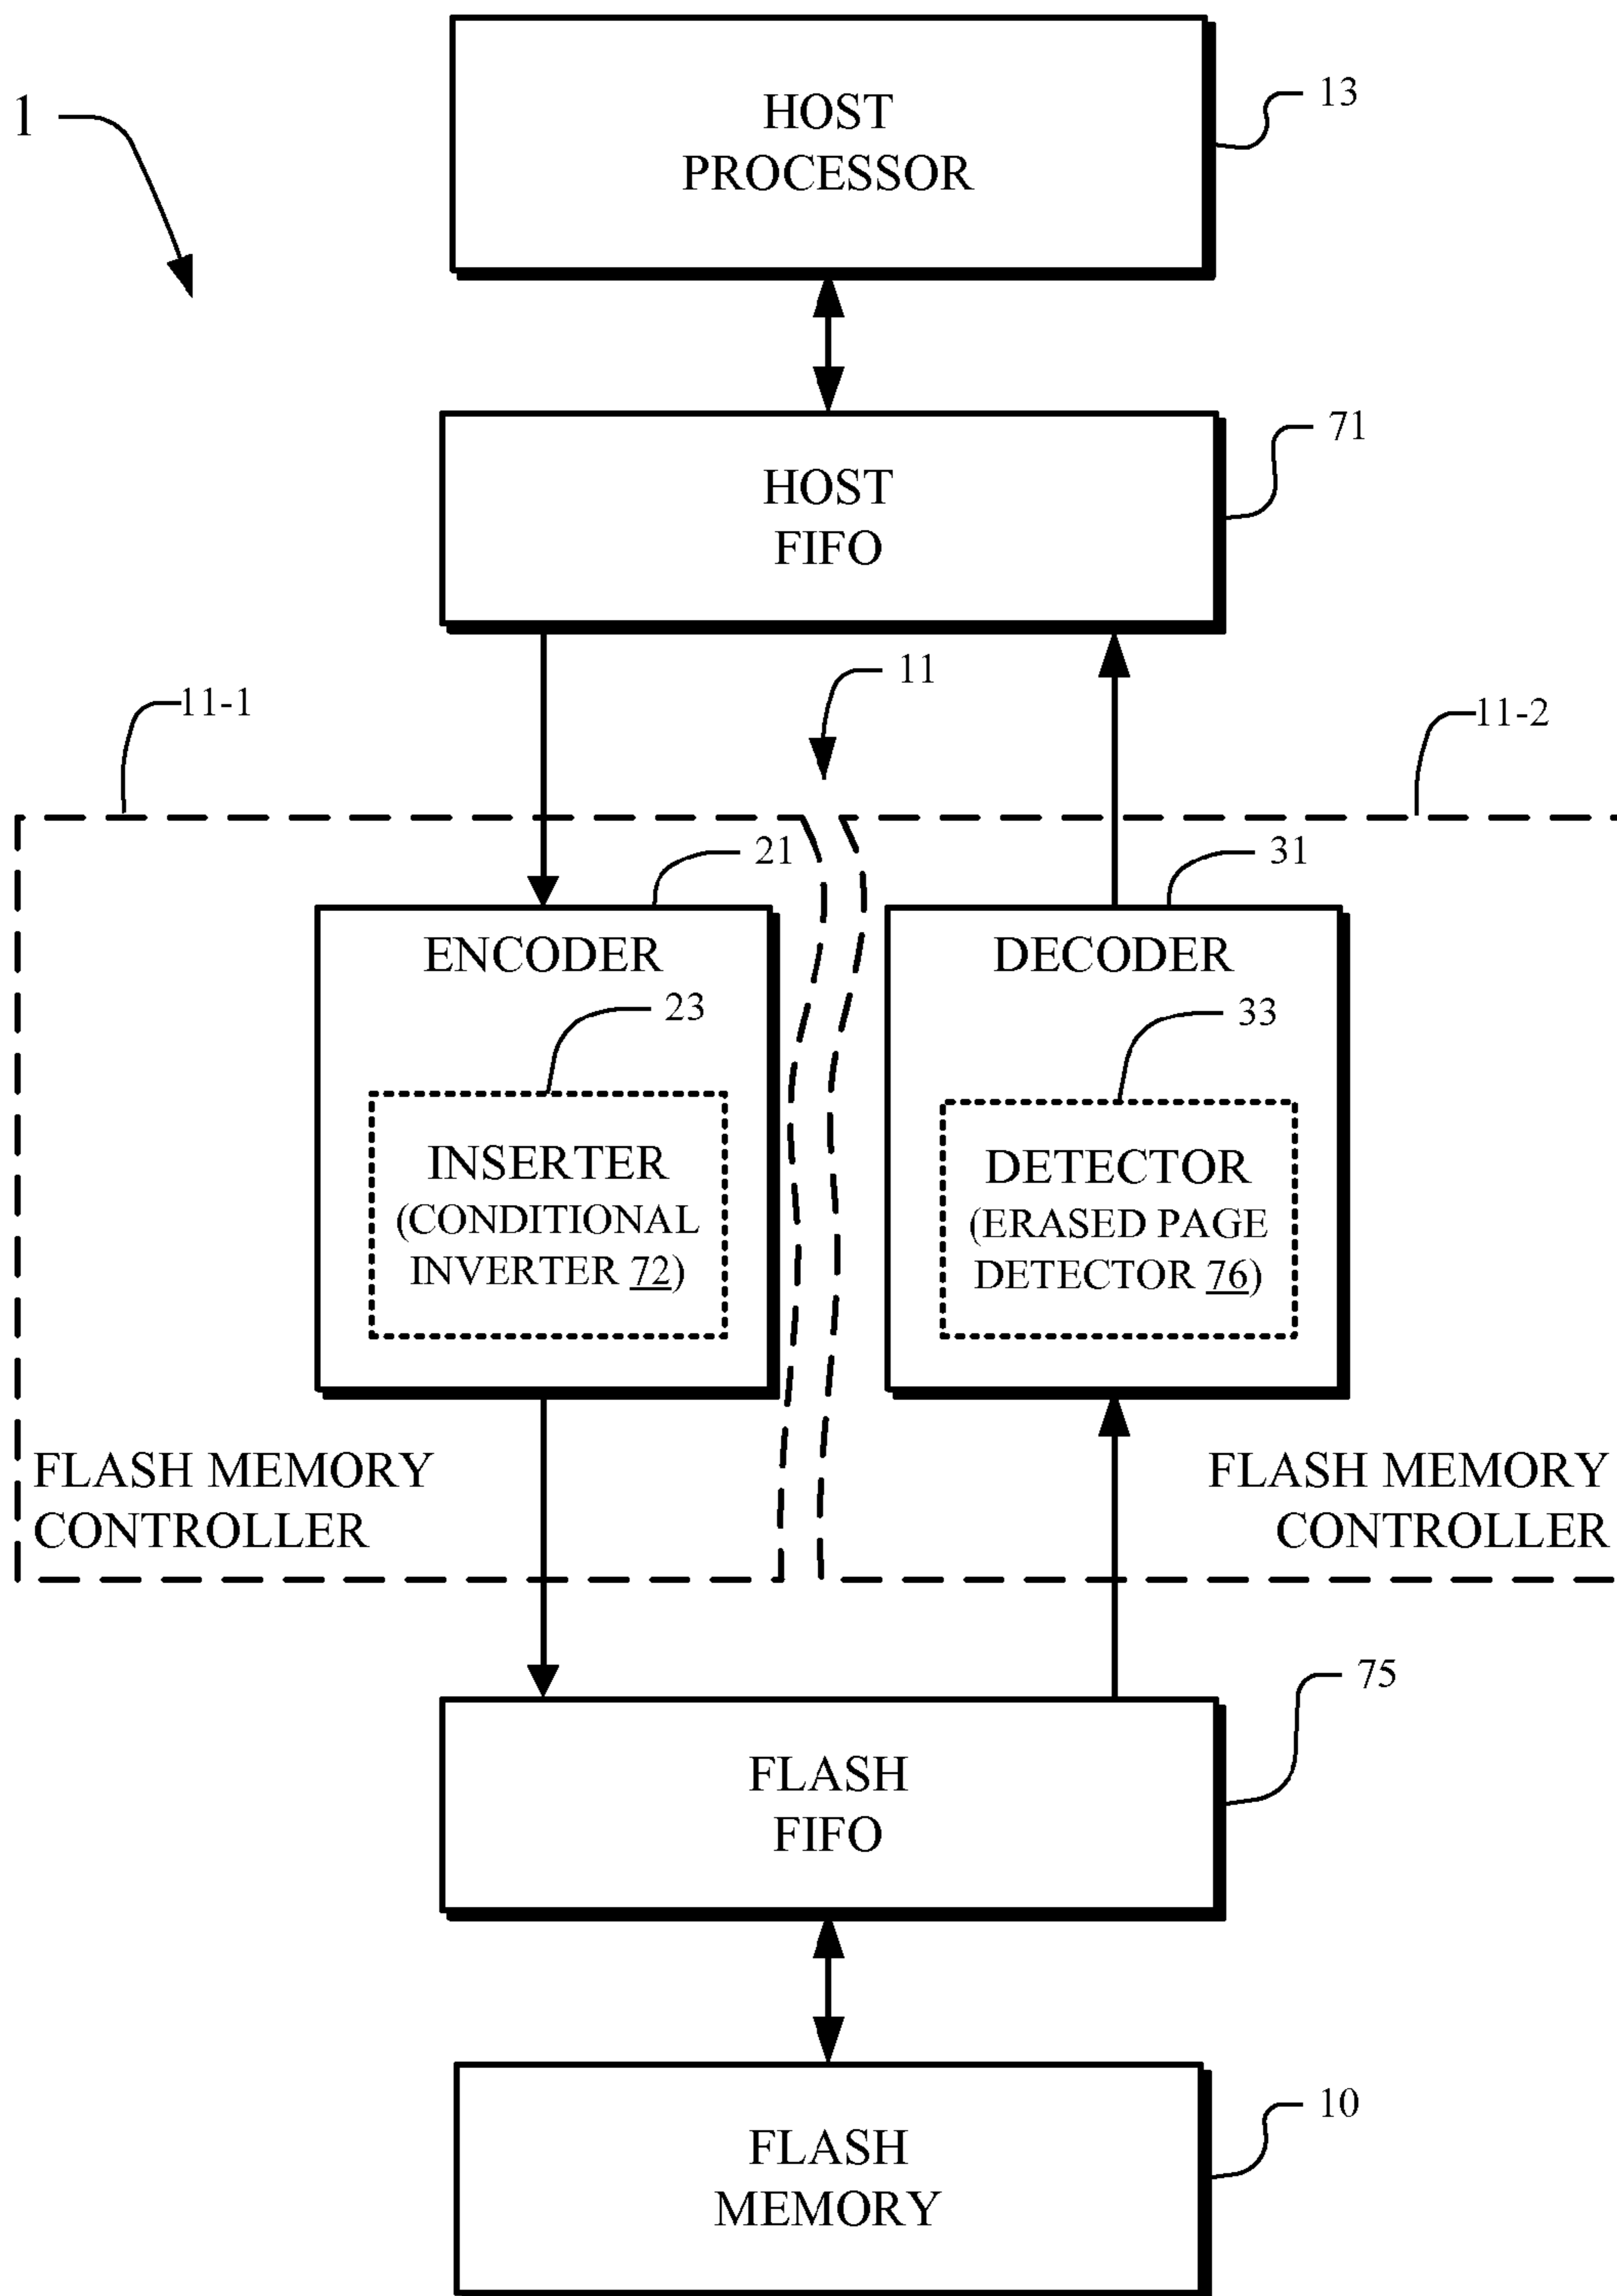 1
HOST
PROCESSOR
13
HOST
FIFO
71
11
11-1
11-2
21
31
ENCODER
DECODER
23
33
INSERTER
(CONDITIONAL
INVERTER 72)
DETECTOR
(ERASED PAGE
DETECTOR 76)
FLASH MEMORY
CONTROLLER
FLASH MEMORY
CONTROLLER
75
FLASH
FIFO
10
FLASH
MEMORY